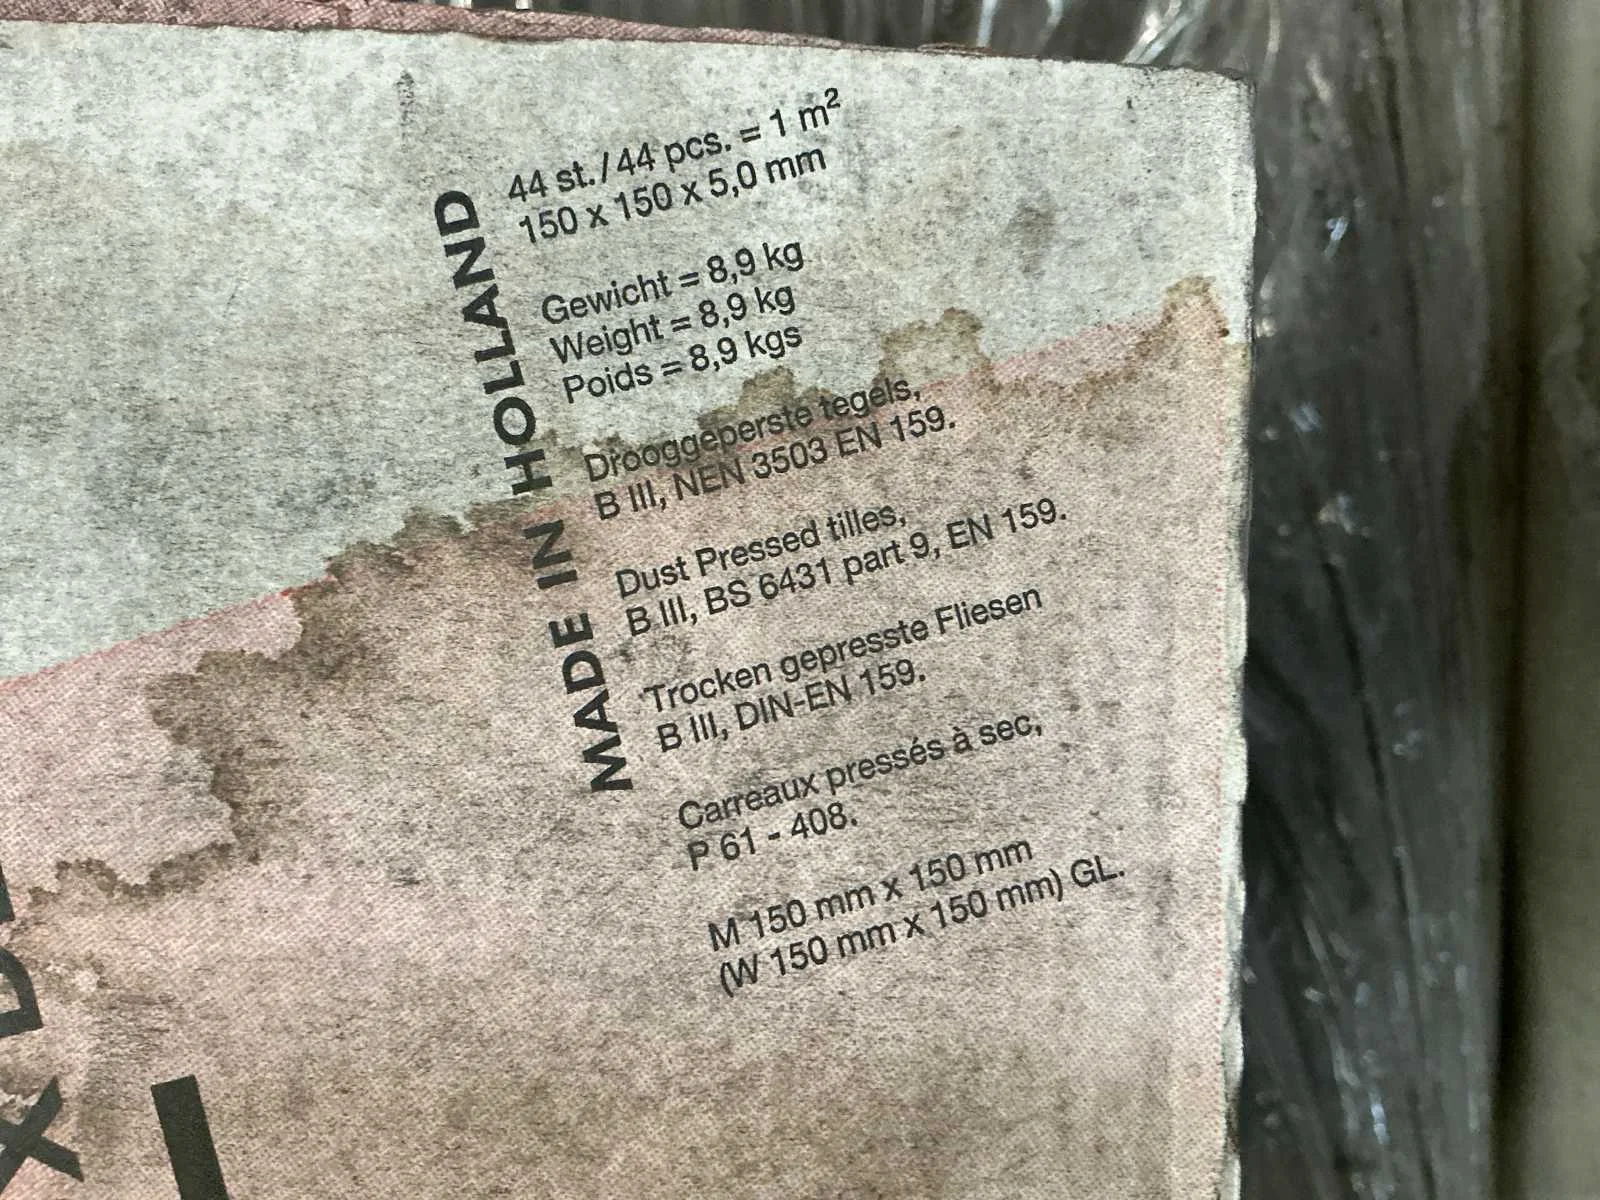 44 st./44 pcs. = 1 m²
150 x 150 x 5,0 mm
Gewicht = 8,9 kg
Weight = 8,9 kg
Poids = 8,9 kgs
Drooggeperste tegels,
B III, NEN 3503 EN 159.
Dust Pressed tilles,
B III, BS 6431 part 9, EN 159.
Trocken gepresste Fliesen
B III, DIN-EN 159.
Carreaux pressés à sec,
P 61 - 408.
M 150 mm x 150 mm
(W 150 mm x 150 mm) GL.
MADE IN HOLLAND